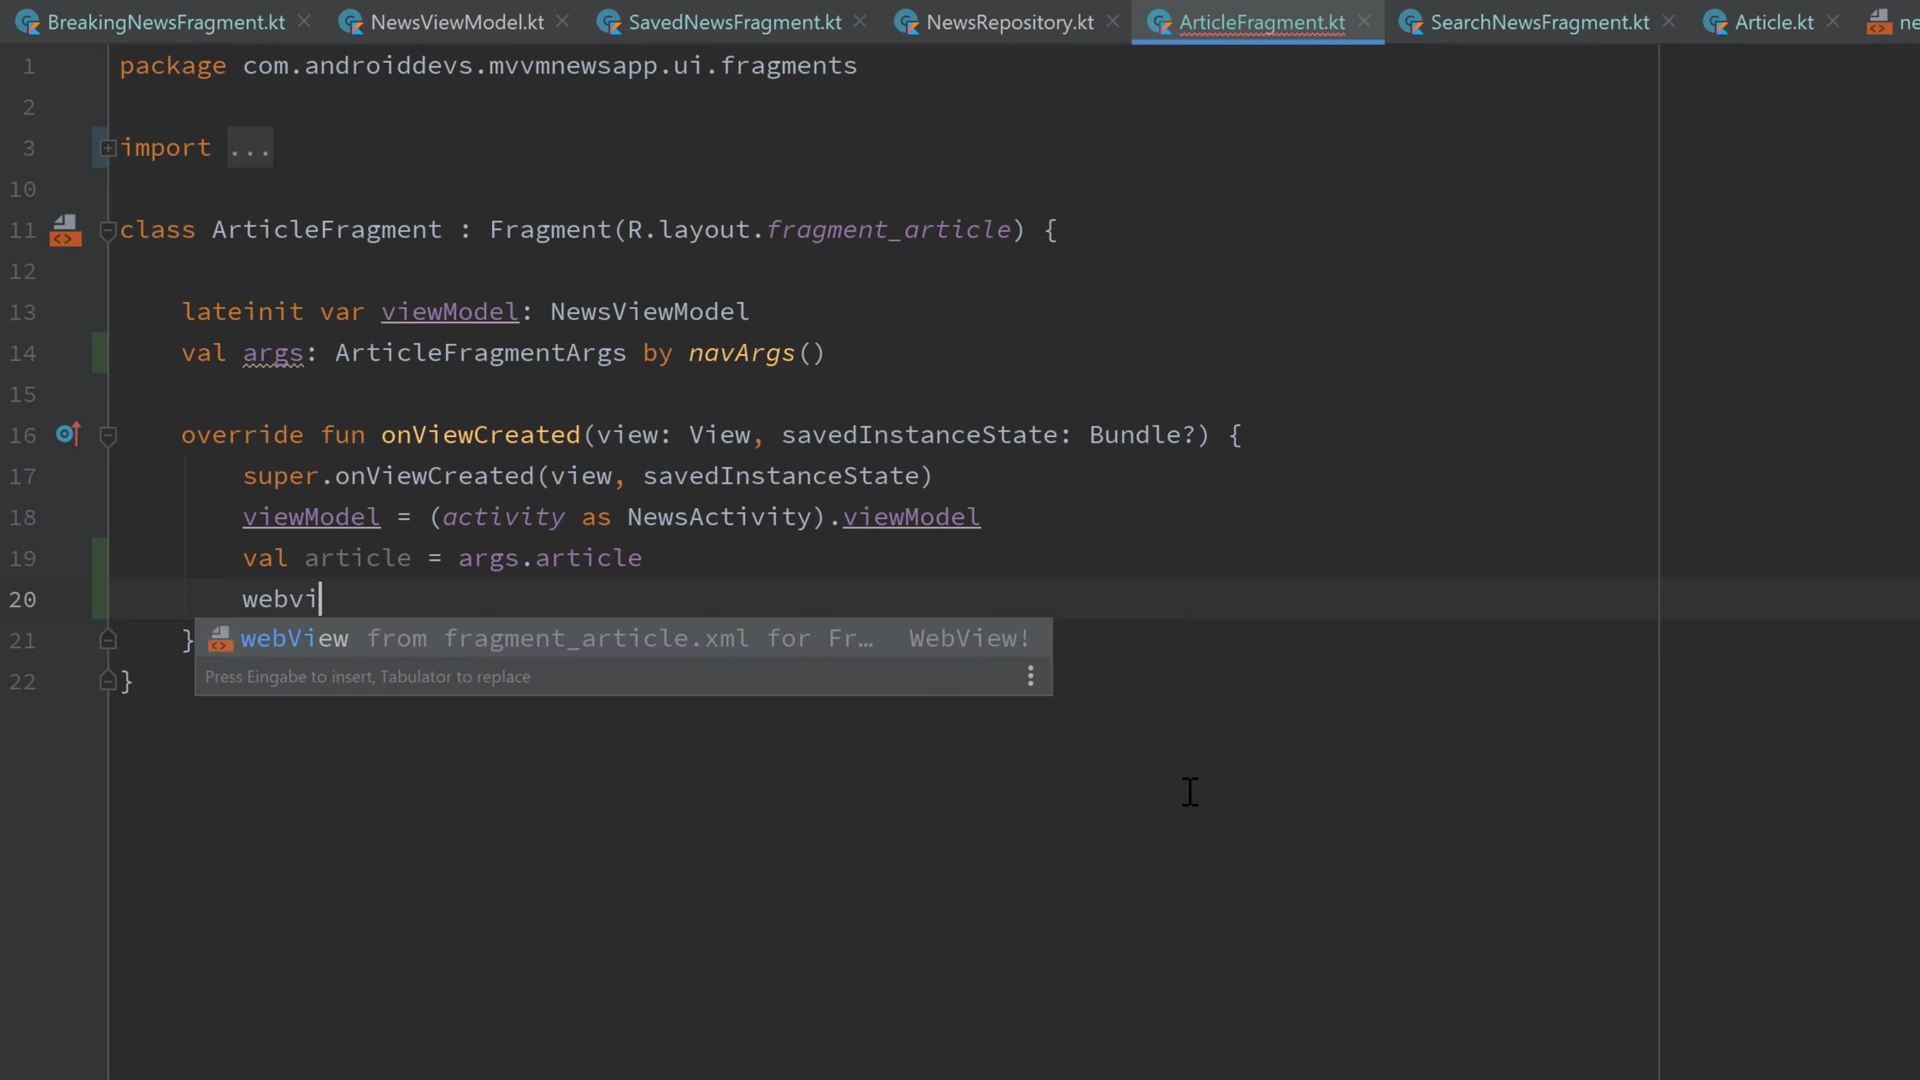 BreakingNewsFragment.kt NewsViewModel.kt SavedNewsFragment.kt NewsRepository.kt ArticleFragment.kt SearchNewsFragment.kt Article.kt
1 package com.androiddevs.mvvmnewsapp.ui.fragments
2
3 import ...
10
11 class ArticleFragment : Fragment(R.layout.fragment_article) {
12
13 lateinit var viewModel: NewsViewModel
14 val args: ArticleFragmentArgs by navArgs()
15
16 override fun onViewCreated(view: View, savedInstanceState: Bundle?) {
17 super.onViewCreated(view, savedInstanceState)
18 viewModel = (activity as NewsActivity).viewModel
19 val article = args.article
20 webvi
21 } webView from fragment_article.xml for Fr... WebView!
Press Eingabe to insert, Tabulator to replace
22 }